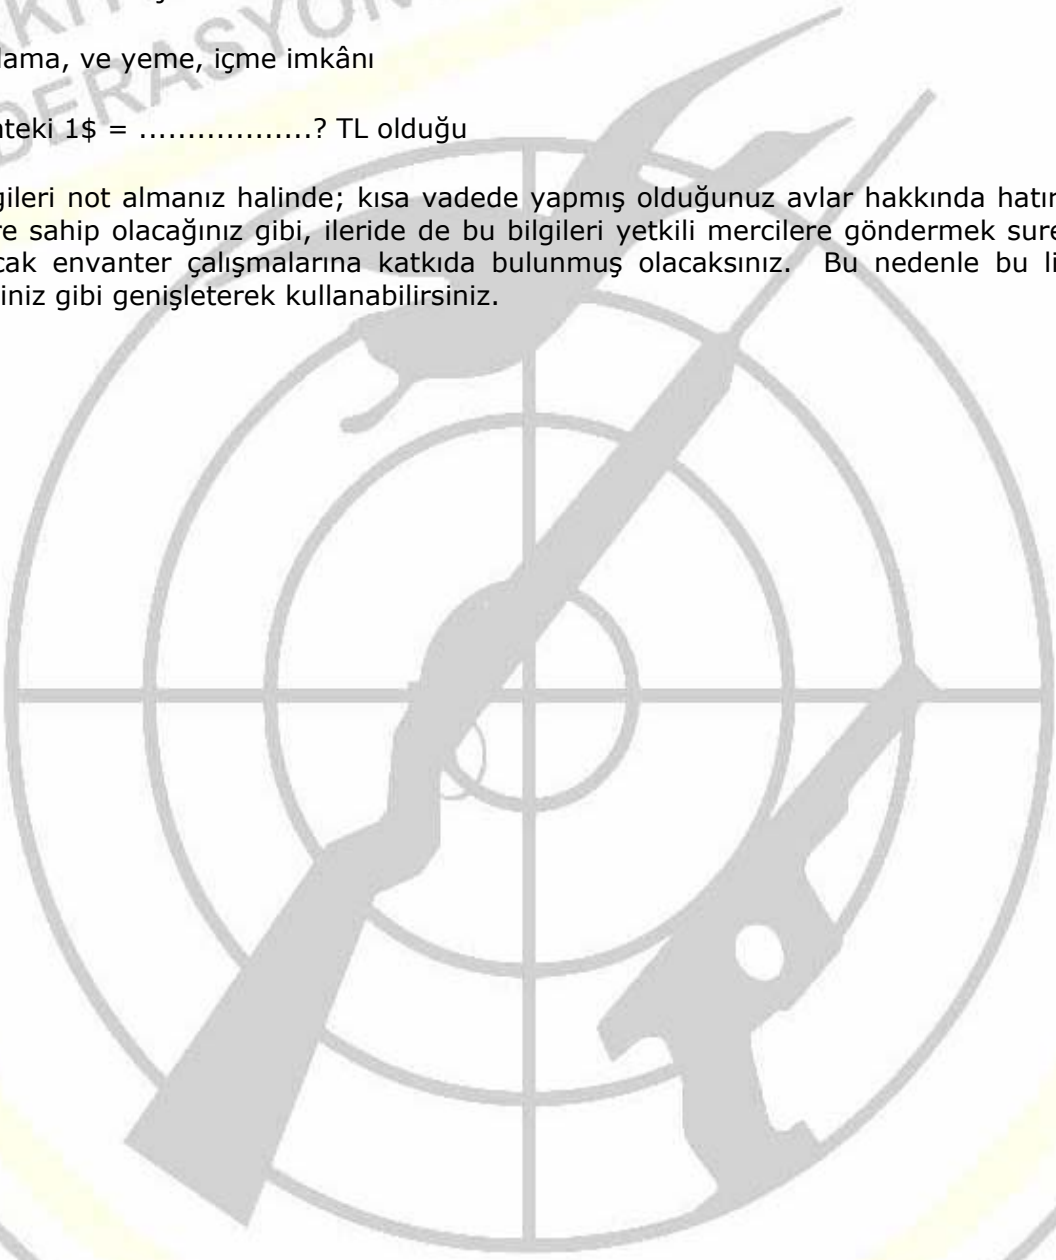 DERASYON
lama, ve yeme, içme imkânı
teki 1$ = ..................? TL olduğu
gileri not almanız halinde; kısa vadede yapmış olduğunuz avlar hakkında hatır
re sahip olacağınız gibi, ileride de bu bilgileri yetkili mercilere göndermek sure
cak envanter çalışmalarına katkıda bulunmuş olacaksınız. Bu nedenle bu li
iniz gibi genişleterek kullanabilirsiniz.